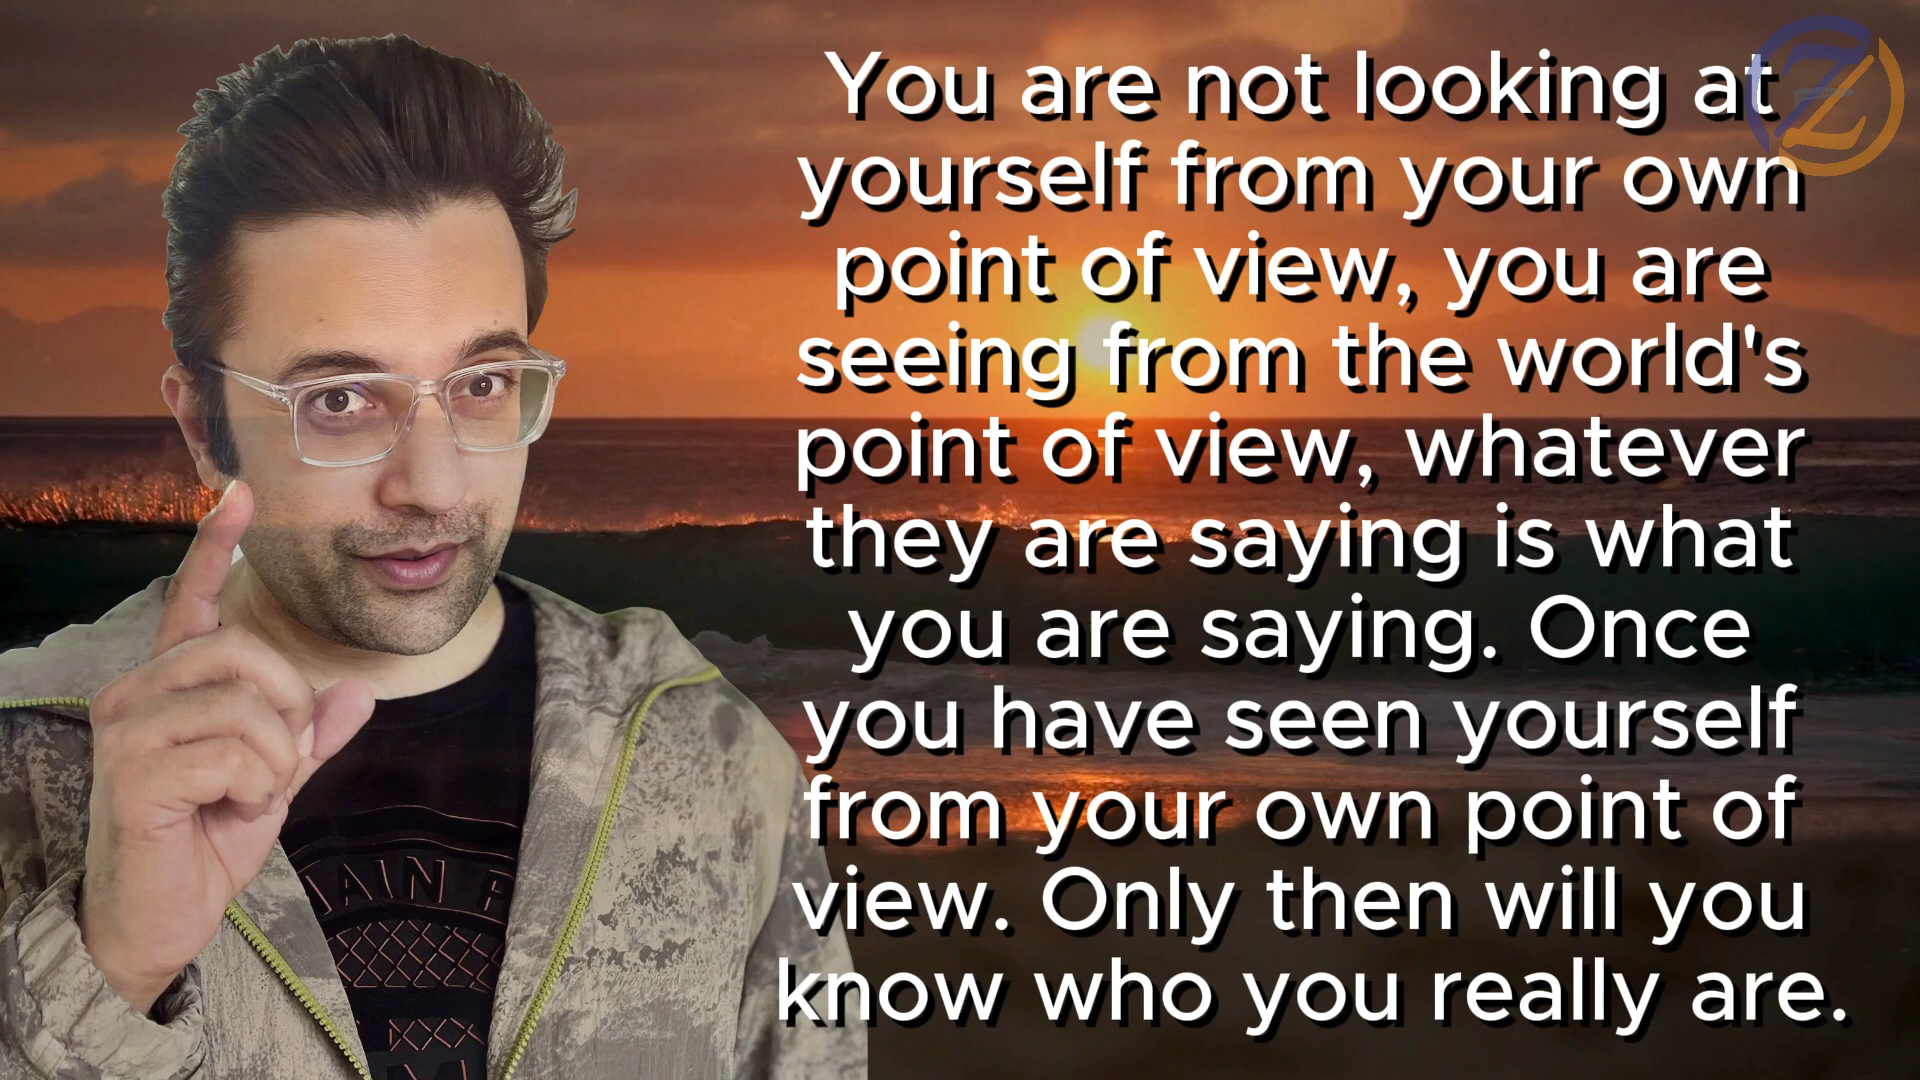 You are not looking at
yourself from your own
point of view, you are
seeing from the world's
point of view, whatever
they are saying is what
you are saying. Once
you have seen yourself
from your own point of
view. Only then will you
know who you really are.
AIN